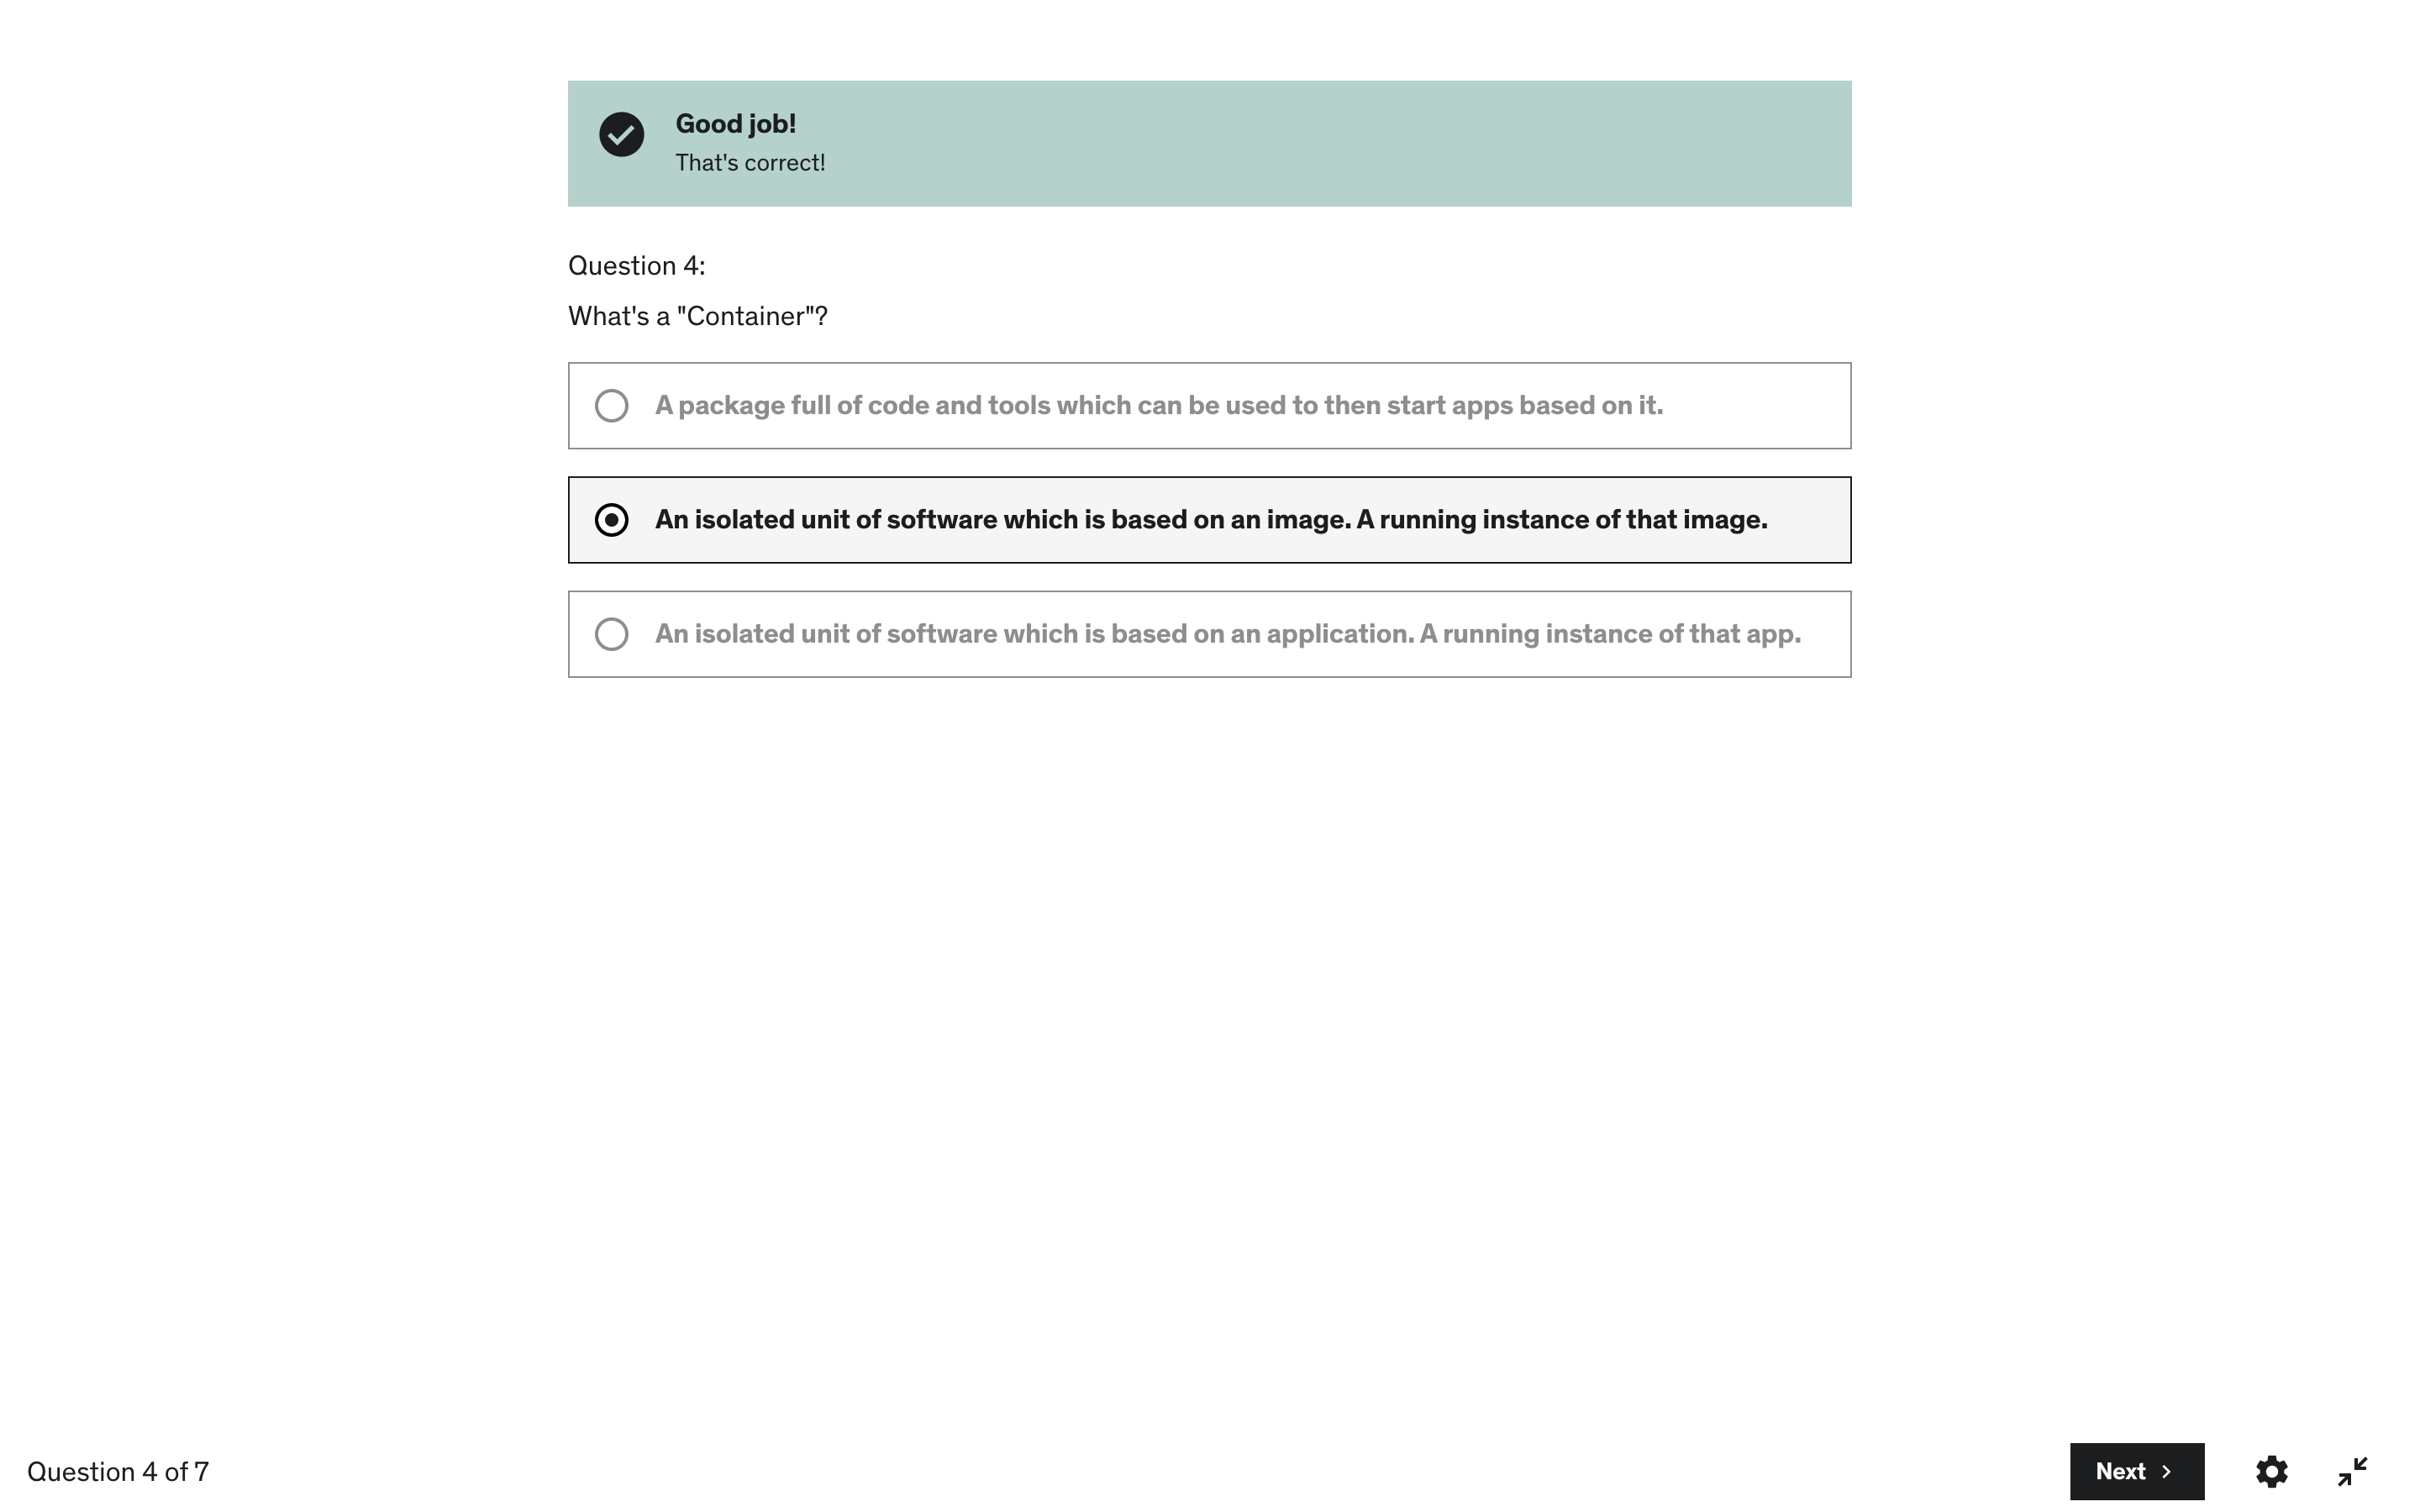 Good job!
That's correct!
Question 4:
What's a "Container"?
A package full of code and tools which can be used to then start apps based on it.
An isolated unit of software which is based on an image. A running instance of that image.
An isolated unit of software which is based on an application. A running instance of that app.
Question 4 of 7
Next